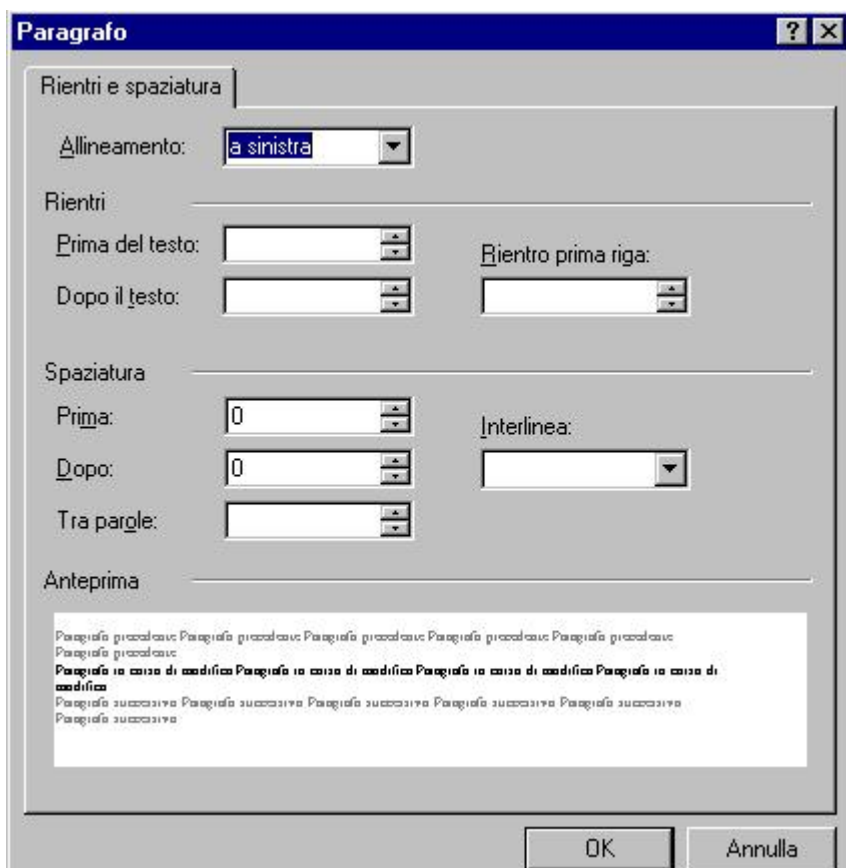 Paragrafo
Rientri e spaziatura
Allineamento: a sinistra
Rientri
Prima del testo:
Rientro prima riga:
Dopo il testo:
Spaziatura
Prima: 0
Interlinea:
Dopo: 0
Tra parole:
Anteprima
Paragrafo precedente Paragrafo precedente Paragrafo precedente Paragrafo precedente Paragrafo precedente
Paragrafo precedente
Paragrafo in corso di modifica Paragrafo in corso di modifica Paragrafo in corso di modifica Paragrafo in corso di
modifica
Paragrafo successivo Paragrafo successivo Paragrafo successivo Paragrafo successivo Paragrafo successivo
Paragrafo successivo
OK Annulla